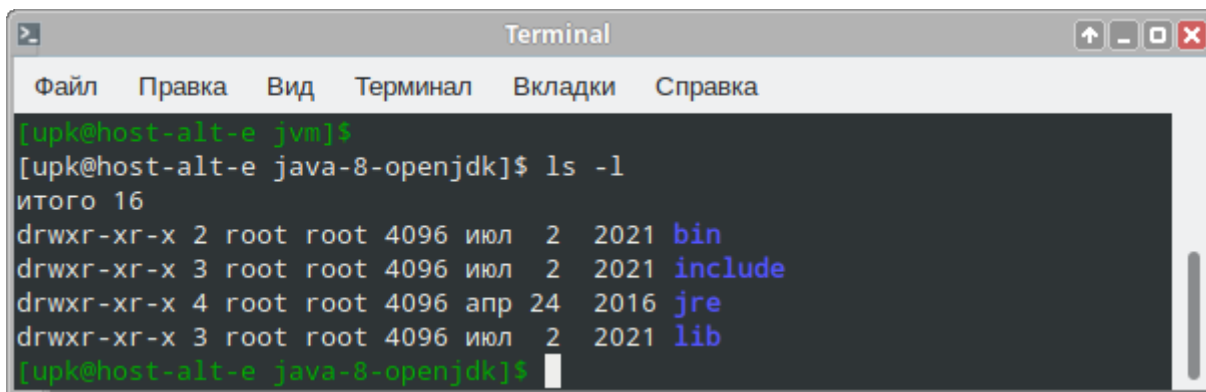 Terminal
Файл Правка Вид Терминал Вкладки Справка
[upk@host-alt-e jvm]$
[upk@host-alt-e java-8-openjdk]$ ls -l
итого 16
drwxr-xr-x 2 root root 4096 июл  2  2021 bin
drwxr-xr-x 3 root root 4096 июл  2  2021 include
drwxr-xr-x 4 root root 4096 апр 24  2016 jre
drwxr-xr-x 3 root root 4096 июл  2  2021 lib
[upk@host-alt-e java-8-openjdk]$